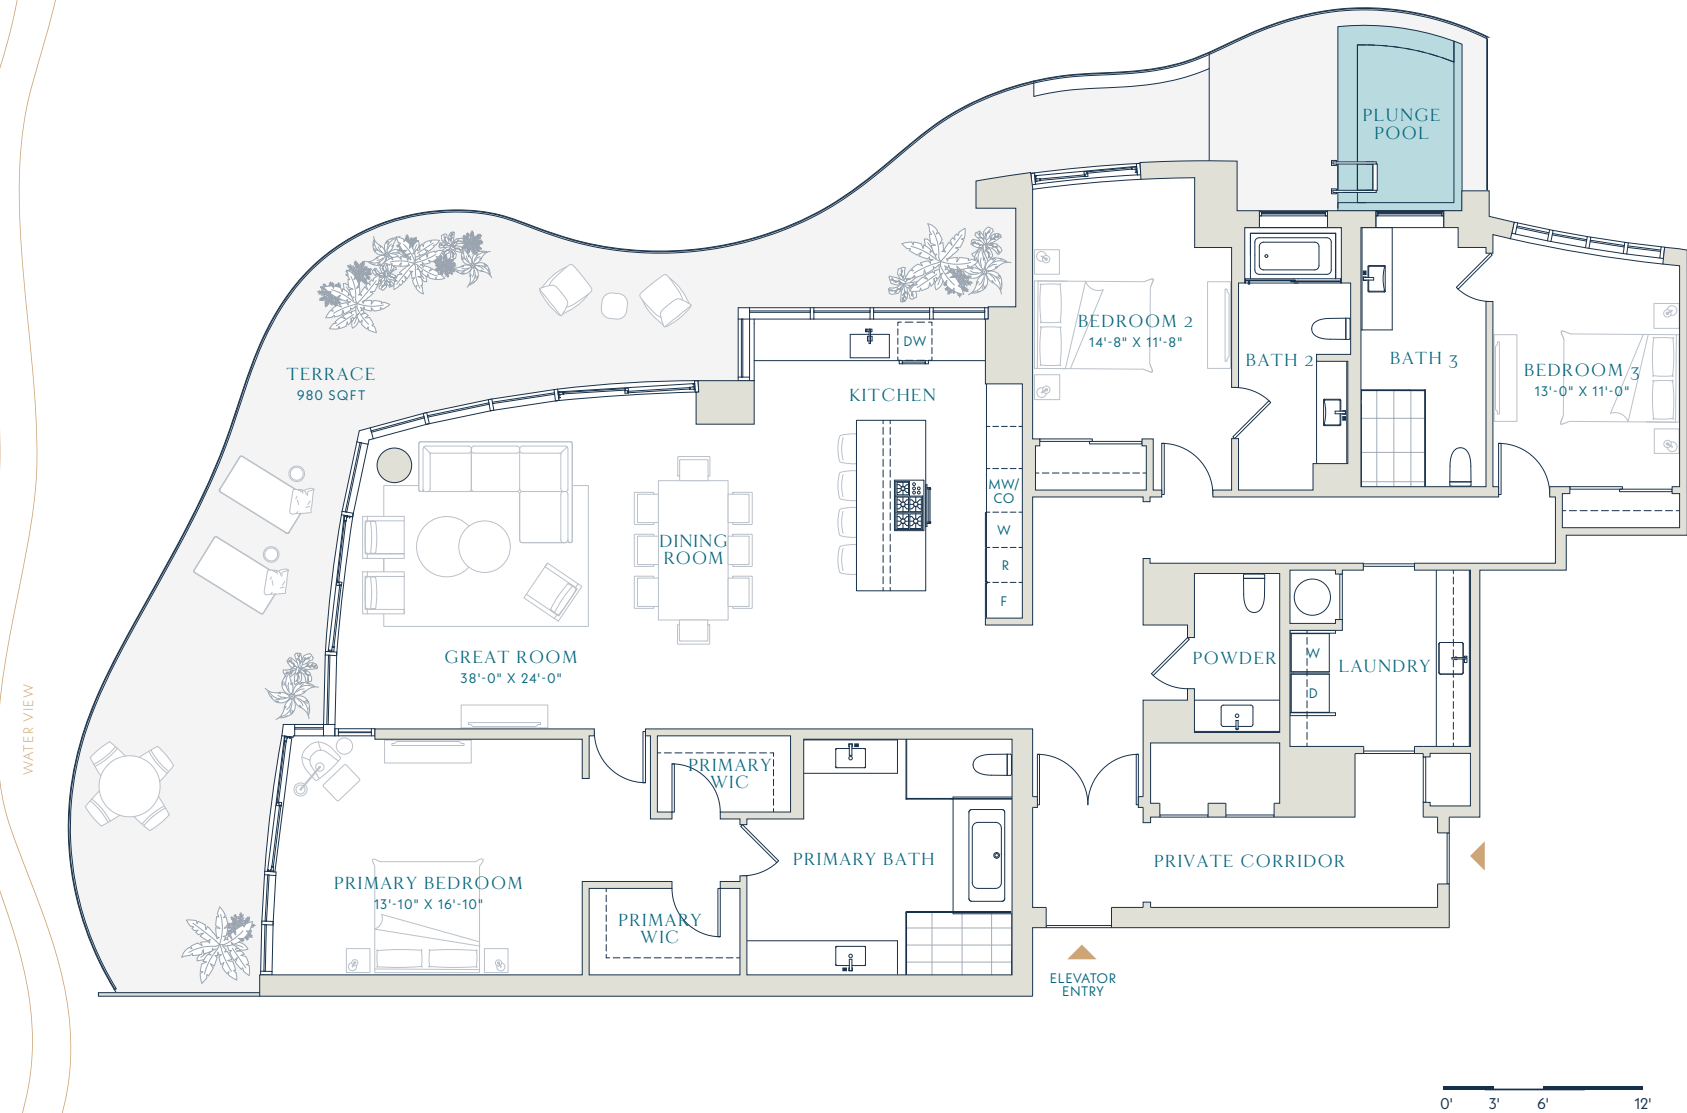 PLUNGE
POOL
BEDROOM 2
14'-8" X 11'-8"
BATH 2
BATH 3
BEDROOM 3
13'-0" X 11'-0"
TERRACE
980 SQFT
DW
KITCHEN
MW/
CO
W
R
F
DINING
ROOM
GREAT ROOM
38'-0" X 24'-0"
POWDER
W
D
LAUNDRY
WATER VIEW
PRIMARY
WIC
PRIMARY BATH
PRIMARY BEDROOM
13'-10" X 16'-10"
PRIMARY
WIC
PRIVATE CORRIDOR
ELEVATOR
ENTRY
0' 3' 6' 12'